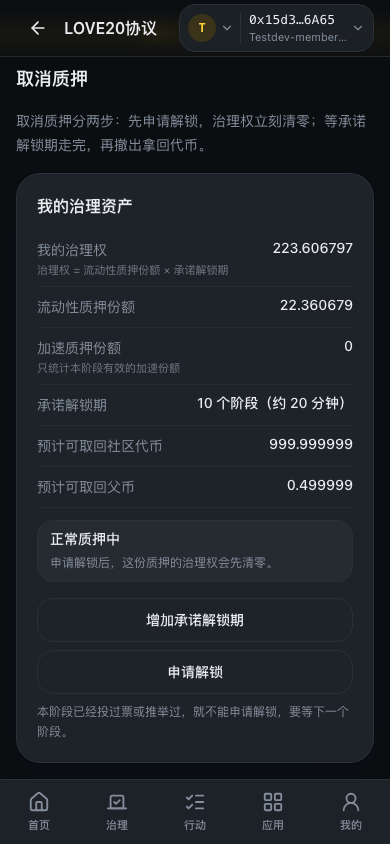 LOVE20协议
T
0x15d3…6A65
Testdev-member...
取消质押
取消质押分两步：先申请解锁，治理权立刻清零；等承诺
解锁期走完，再撤出拿回代币。
我的治理资产
我的治理权
223.606797
治理权 = 流动性质押份额 × 承诺解锁期
流动性质押份额
22.360679
加速质押份额
0
只统计本阶段有效的加速份额
承诺解锁期
10 个阶段（约 20 分钟）
预计可取回社区代币
999.999999
预计可取回父币
0.499999
正常质押中
申请解锁后，这份质押的治理权会先清零。
增加承诺解锁期
申请解锁
本阶段已经投过票或推举过，就不能申请解锁，要等下一个
阶段。
首页
治理
行动
应用
我的